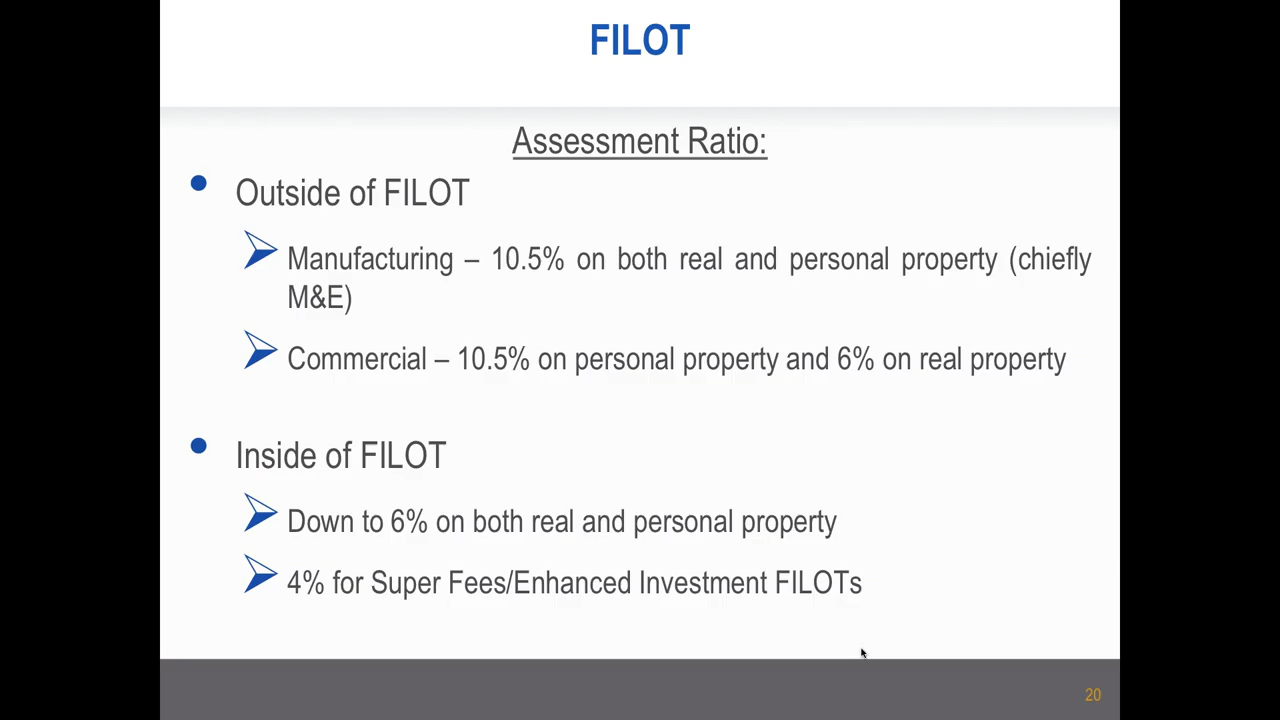 FILOT
Assessment Ratio:
Outside of FILOT
Manufacturing – 10.5% on both real and personal property (chiefly
M&E)
Commercial – 10.5% on personal property and 6% on real property
Inside of FILOT
Down to 6% on both real and personal property
4% for Super Fees/Enhanced Investment FILOTs
20